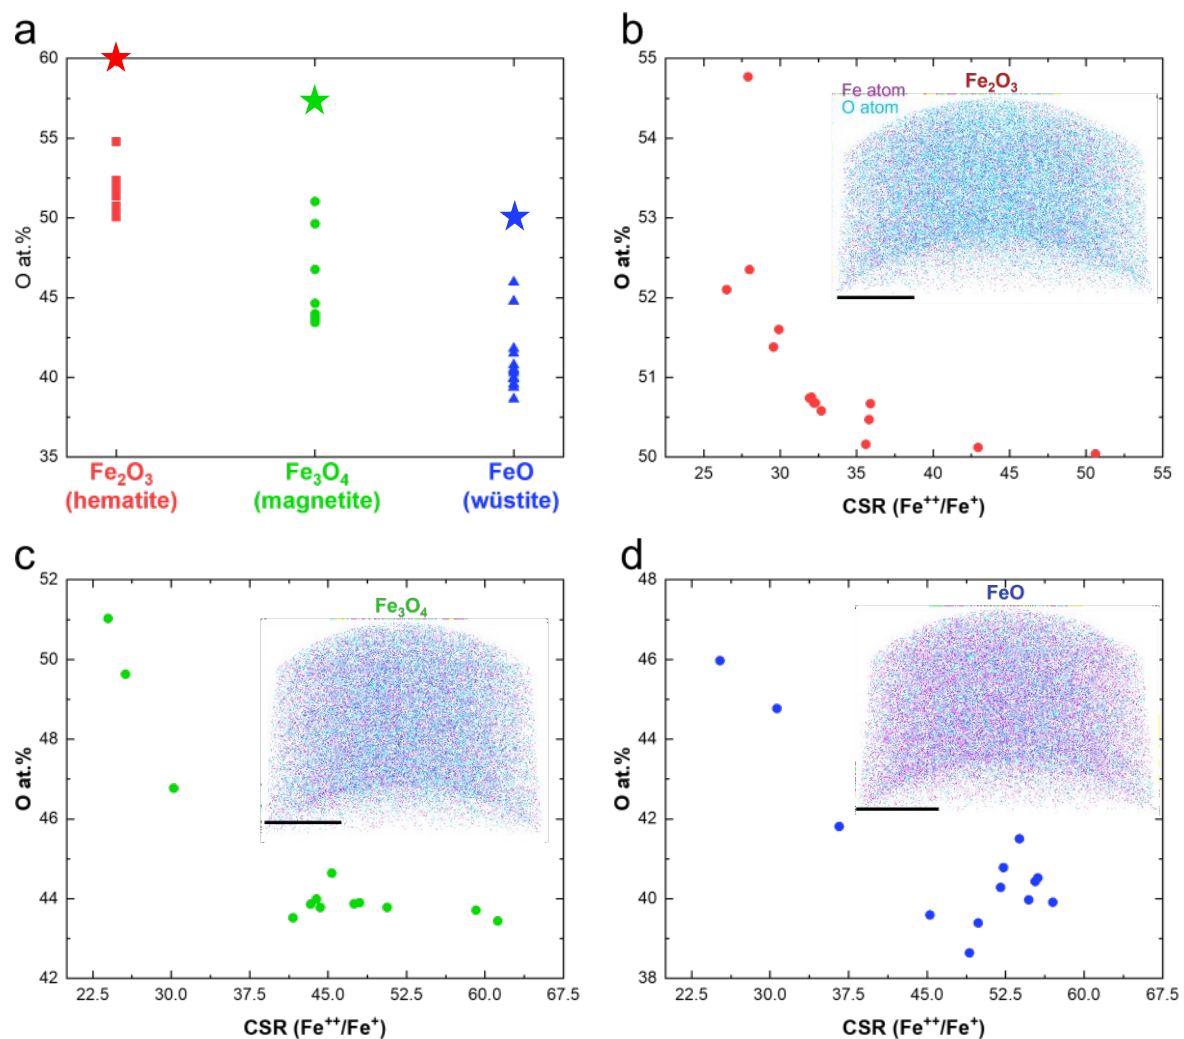 a
60
55
50
45
40
35
O at.%
Fe₂O₃
(hematite)
Fe₃O₄
(magnetite)
FeO
(wüstite)
b
55
54
53
52
51
50
O at.%
Fe₂O₃
Fe atom
O atom
25 30 35 40 45 50 55
CSR (Fe⁺⁺/Fe⁺)
c
52
50
48
46
44
42
O at.%
Fe₃O₄
22.5 30.0 37.5 45.0 52.5 60.0 67.5
CSR (Fe⁺⁺/Fe⁺)
d
48
46
44
42
40
38
O at.%
FeO
22.5 30.0 37.5 45.0 52.5 60.0 67.5
CSR (Fe⁺⁺/Fe⁺)